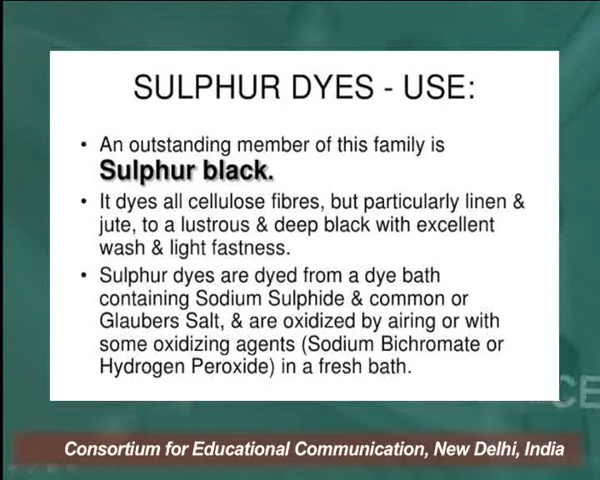 SULPHUR DYES - USE:
• An outstanding member of this family is
Sulphur black.
• It dyes all cellulose fibres, but particularly linen &
jute, to a lustrous & deep black with excellent
wash & light fastness.
• Sulphur dyes are dyed from a dye bath
containing Sodium Sulphide & common or
Glaubers Salt, & are oxidized by airing or with
some oxidizing agents (Sodium Bichromate or
Hydrogen Peroxide) in a fresh bath.
CE
Consortium for Educational Communication, New Delhi, India